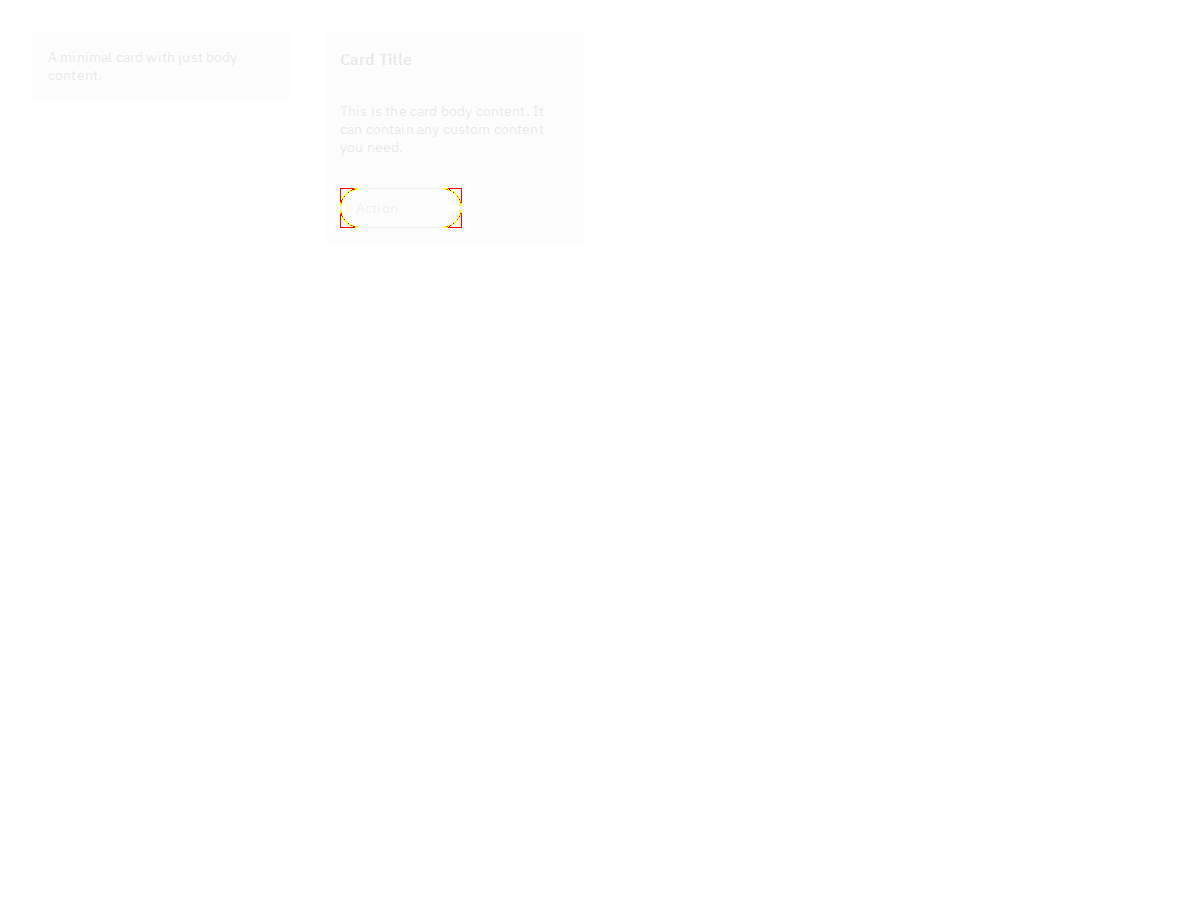 A minimal card with just body
content.
Card Title
This is the card body content. It
can contain any custom content
you need.
Action